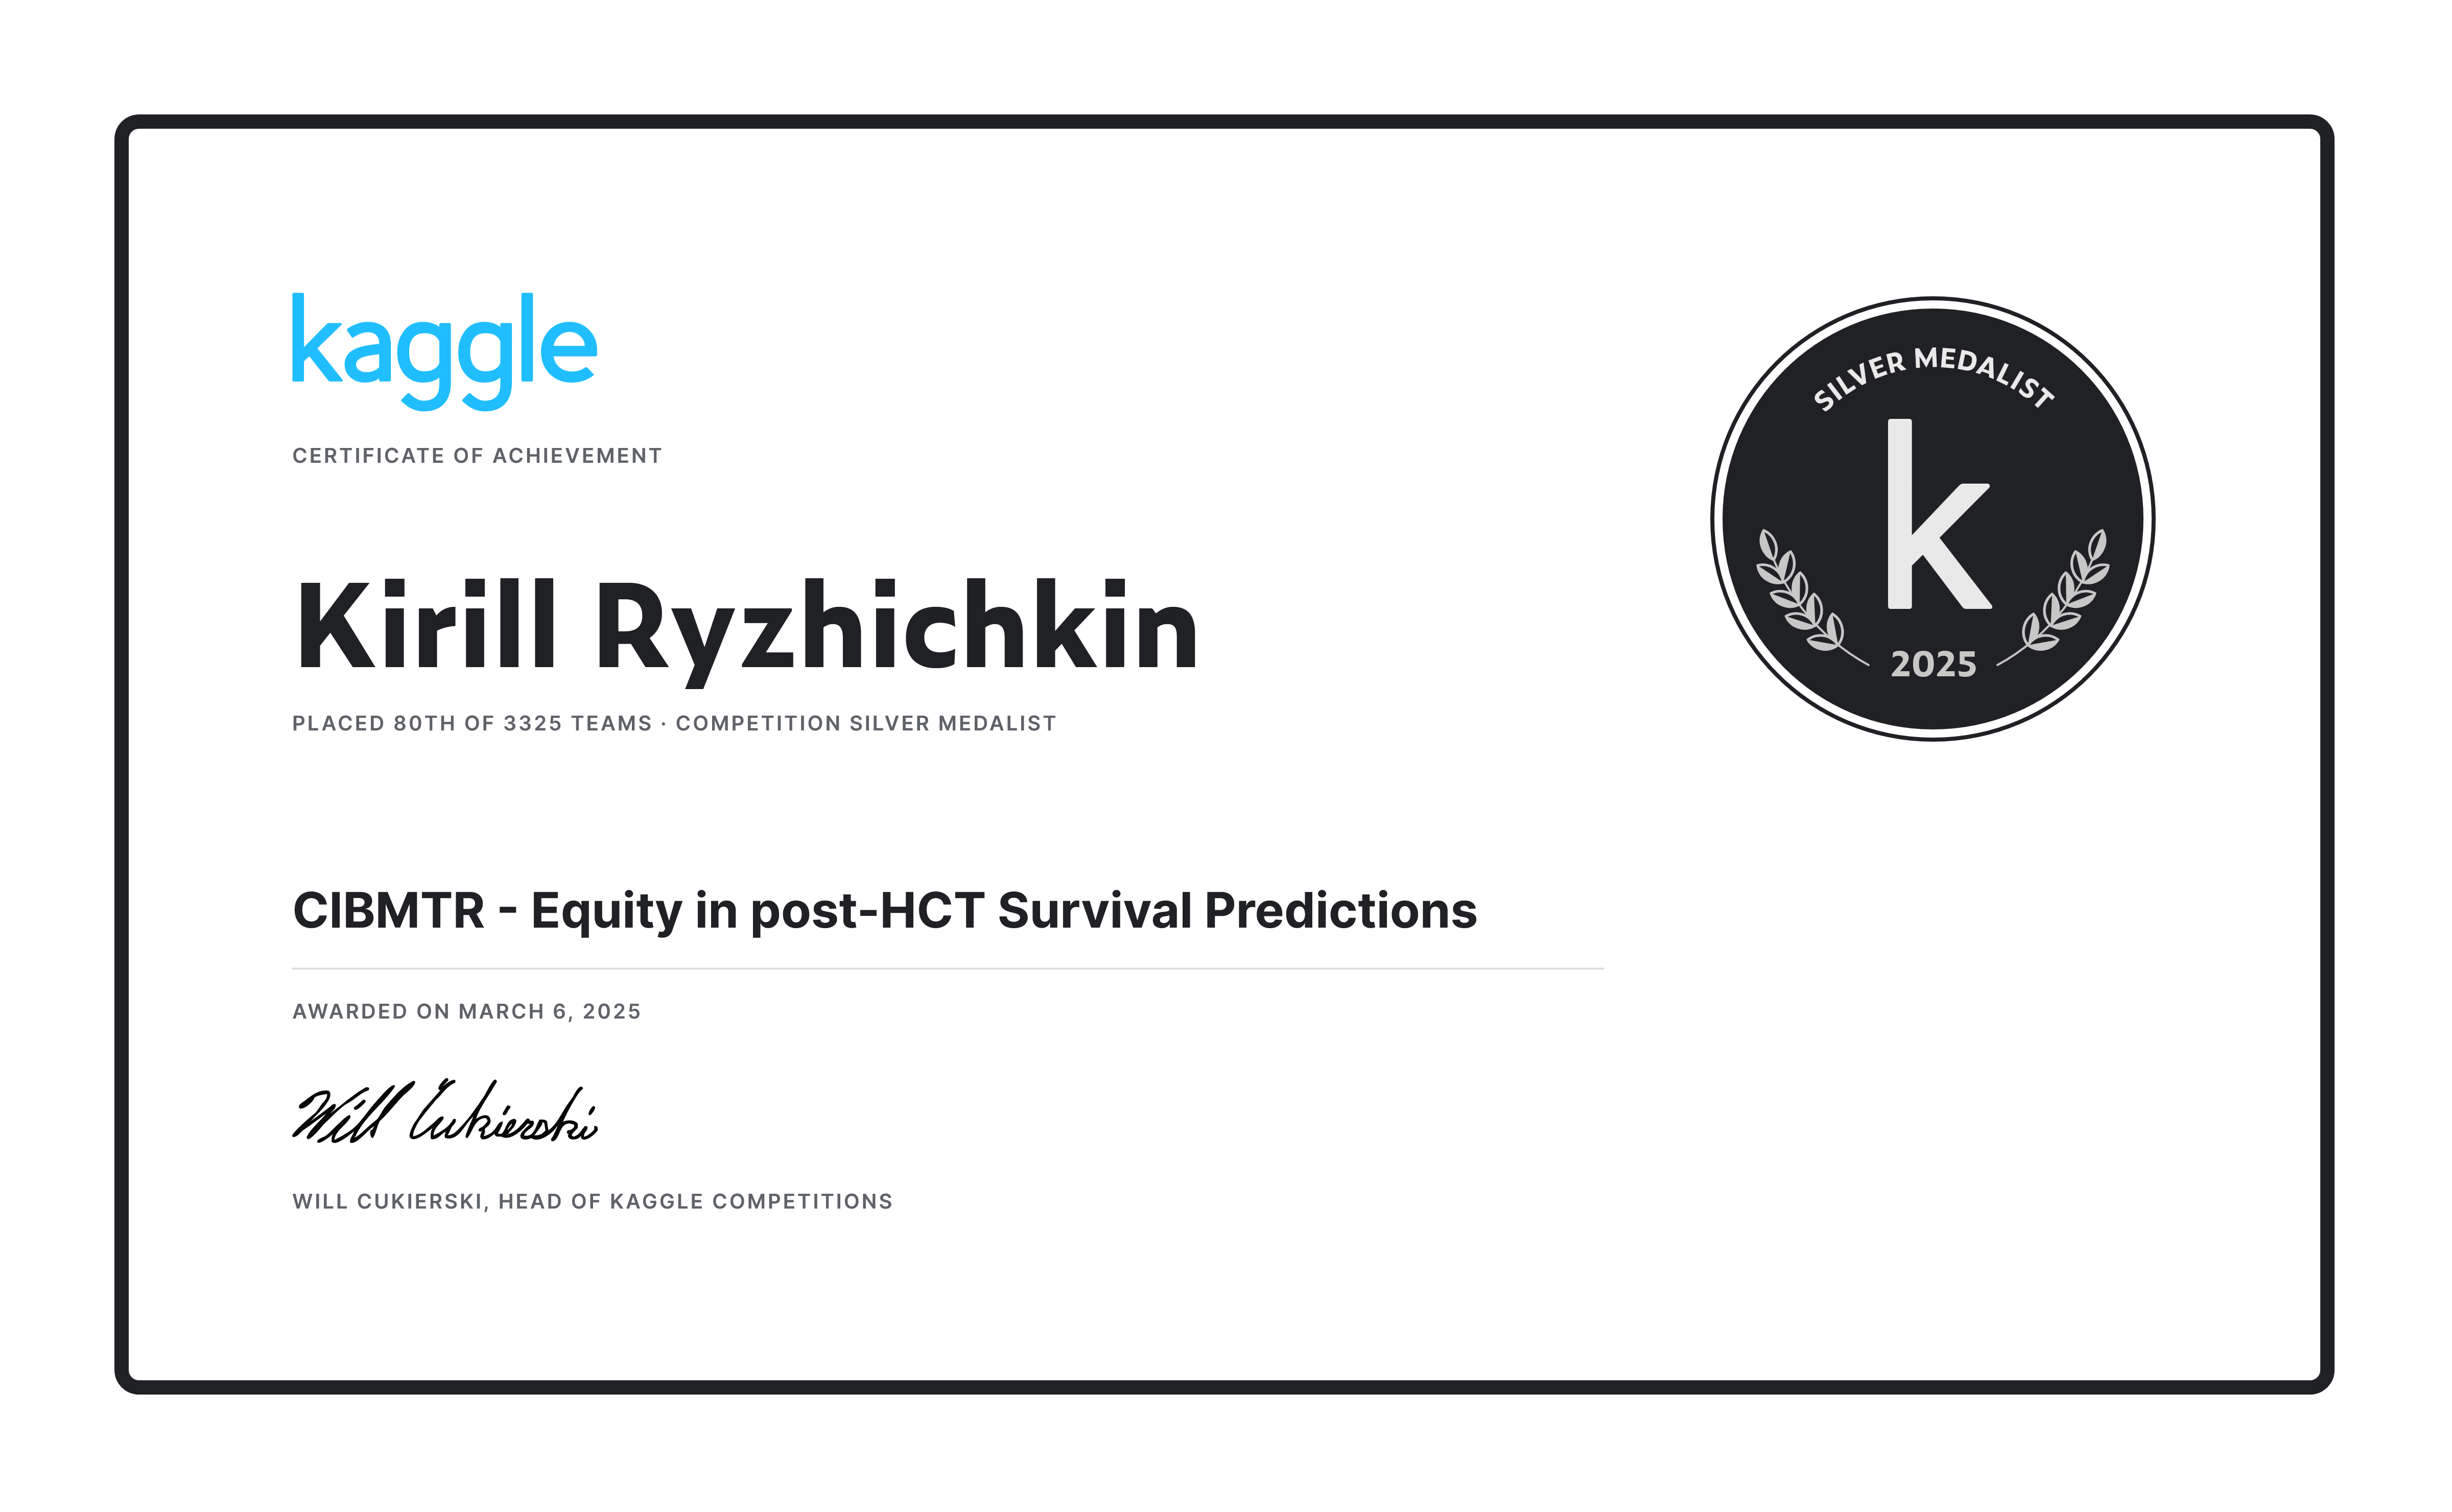 kaggle
CERTIFICATE OF ACHIEVEMENT
SILVER MEDALIST
k
2025
Kirill Ryzhichkin
PLACED 80TH OF 3325 TEAMS · COMPETITION SILVER MEDALIST
CIBMTR - Equity in post-HCT Survival Predictions
AWARDED ON MARCH 6, 2025
Will Cukierski
WILL CUKIERSKI, HEAD OF KAGGLE COMPETITIONS